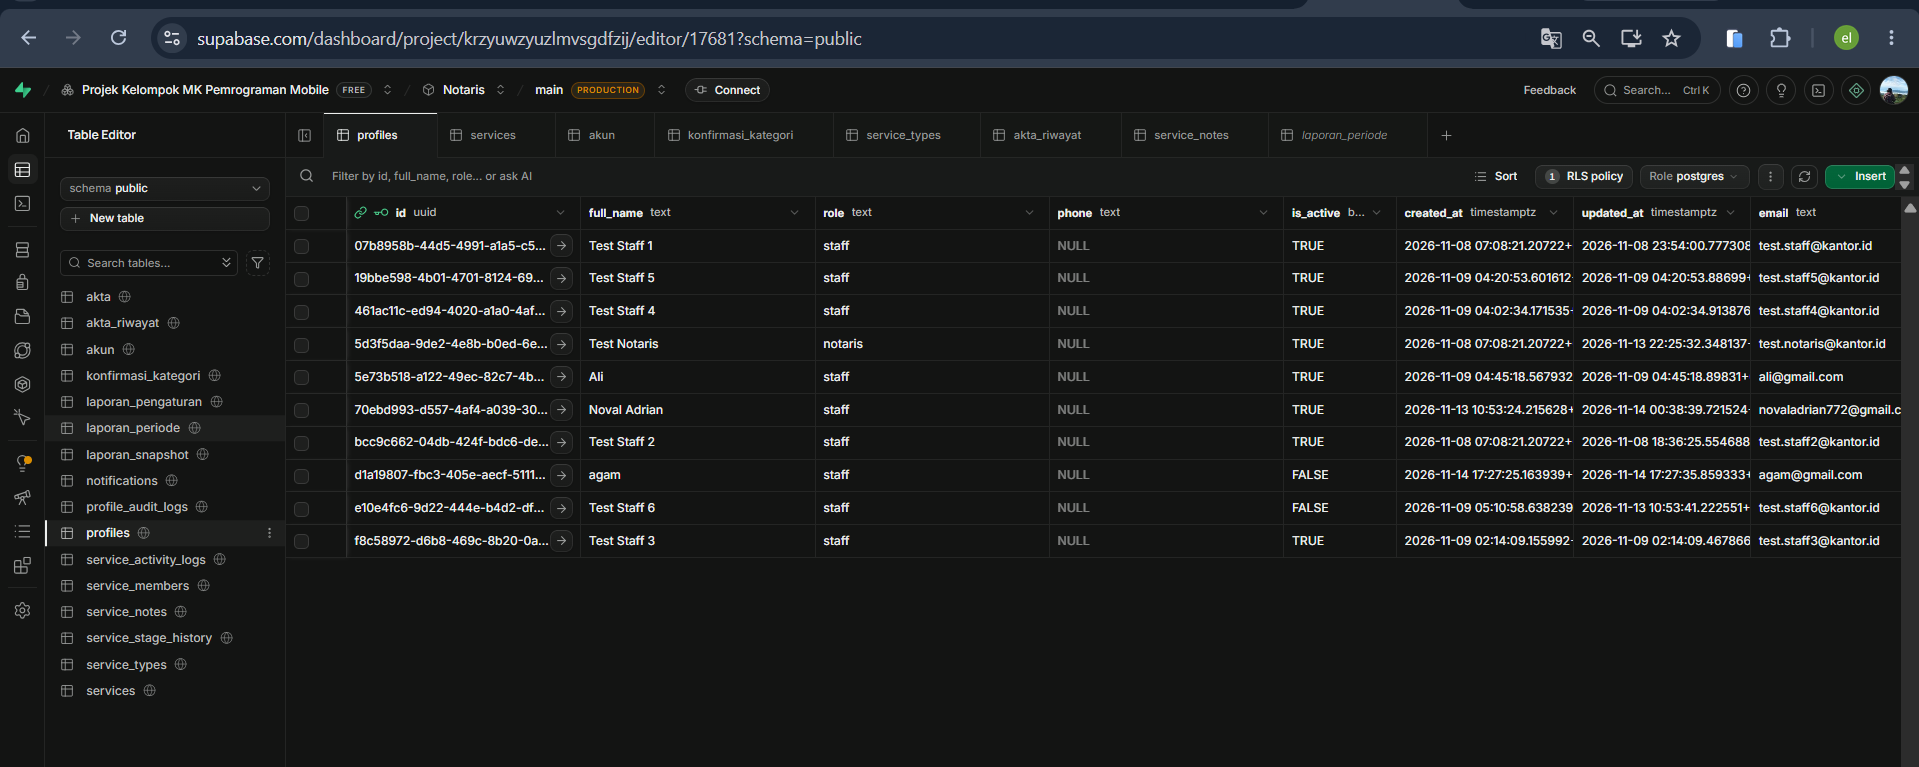 supabase.com/dashboard/project/krzyuwzyuzlmvsgdfzij/editor/17681?schema=public
el
Projek Kelompok MK Pemrograman Mobile FREE / Notaris / main PRODUCTION Connect Feedback Search... Ctrl K
Table Editor
profiles services akun konfirmasi_kategori service_types akta_riwayat service_notes laporan_periode
schema public
New table
Search tables...
akta
akta_riwayat
akun
konfirmasi_kategori
laporan_pengaturan
laporan_periode
laporan_snapshot
notifications
profile_audit_logs
profiles
service_activity_logs
service_members
service_notes
service_stage_history
service_types
services
Filter by id, full_name, role... or ask AI Sort 1 RLS policy Role postgres Insert
id uuid full_name text role text phone text is_active b... created_at timestamptz updated_at timestamptz email text
07b8958b-44d5-4991-a1a5-c5... Test Staff 1 staff NULL TRUE 2026-11-08 07:08:21.20722+ 2026-11-08 23:54:00.777308 test.staff@kantor.id
19bbe598-4b01-4701-8124-69... Test Staff 5 staff NULL TRUE 2026-11-09 04:20:53.601612 2026-11-09 04:20:53.88699+ test.staff5@kantor.id
461ac11c-ed94-4020-a1a0-4af... Test Staff 4 staff NULL TRUE 2026-11-09 04:02:34.171535 2026-11-09 04:02:34.913876 test.staff4@kantor.id
5d3f5daa-9de2-4e8b-b0ed-6e... Test Notaris notaris NULL TRUE 2026-11-08 07:08:21.20722+ 2026-11-13 22:25:32.348137 test.notaris@kantor.id
5e73b518-a122-49ec-82c7-4b... Ali staff NULL TRUE 2026-11-09 04:45:18.567932 2026-11-09 04:45:18.89831+ ali@gmail.com
70ebd993-d557-4af4-a039-30... Noval Adrian staff NULL TRUE 2026-11-13 10:53:24.215628+ 2026-11-14 00:38:39.721524 novaladrian772@gmail.c
bcc9c662-04db-424f-bdc6-de... Test Staff 2 staff NULL TRUE 2026-11-08 07:08:21.20722+ 2026-11-08 18:36:25.554688 test.staff2@kantor.id
d1a19807-fbc3-405e-aecf-5111... agam staff NULL FALSE 2026-11-14 17:27:25.163939+ 2026-11-14 17:27:35.859333+ agam@gmail.com
e10e4fc6-9d22-444e-b4d2-df... Test Staff 6 staff NULL FALSE 2026-11-09 05:10:58.638239 2026-11-13 10:53:41.222551+ test.staff6@kantor.id
f8c58972-d6b8-469c-8b20-0a... Test Staff 3 staff NULL TRUE 2026-11-09 02:14:09.155992 2026-11-09 02:14:09.467866 test.staff3@kantor.id